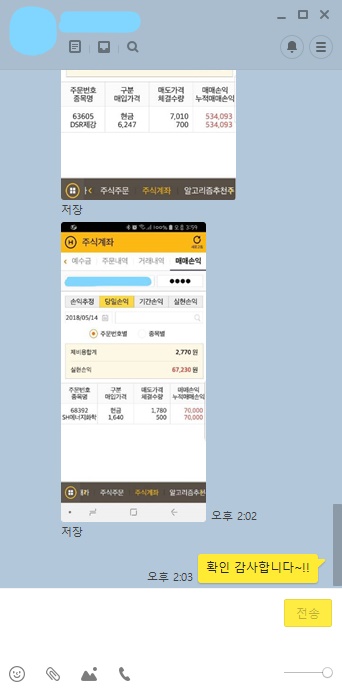 주문번호 구분 매도가격 매매손익
종목명 매입가격 체결수량 누적매매손익
63605 현금 7,010 534,093
DSR제강 6,247 700 534,093
주식주문 주식계좌 알고리즘추천주
저장
100% 오후 3:59
주식계좌
예수금 주문내역 거래내역 매매손익
●●●●
손익추정 당일손익 기간손익 실현손익
2018/05/14
주문번호별 종목별
제비용합계 2,770 원
실현손익 67,230 원
주문번호 구분 매도가격 매매손익
종목명 매입가격 체결수량 누적매매손익
68392 현금 1,780 70,000
SH에너지화학 1,640 500 70,000
주식주문 주식계좌 알고리즘추천
오후 2:02
저장
확인 감사합니다~!!
오후 2:03
전송